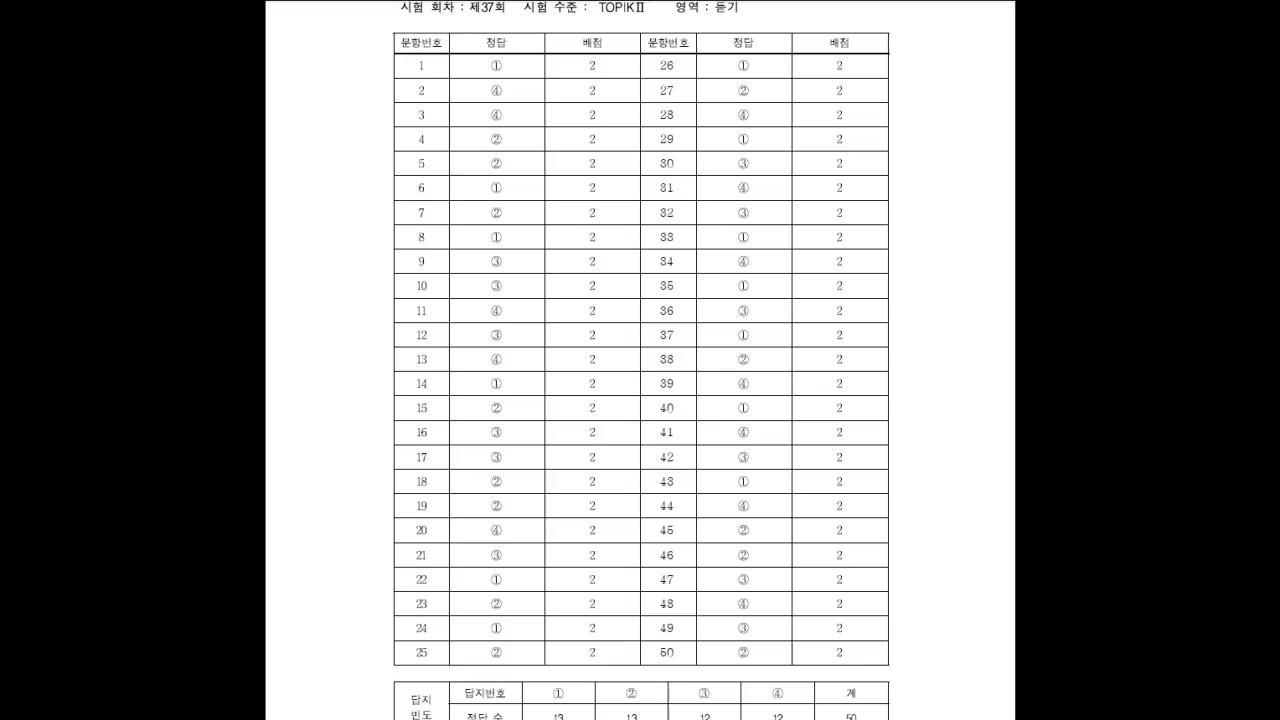 시험 회차 : 제37회 시험 수준 : TOPIKⅡ 영역 : 듣기
문항번호 정답 배점 문항번호 정답 배점
1 ① 2 26 ① 2
2 ④ 2 27 ② 2
3 ④ 2 28 ④ 2
4 ② 2 29 ① 2
5 ② 2 30 ③ 2
6 ① 2 31 ④ 2
7 ② 2 32 ③ 2
8 ① 2 33 ① 2
9 ③ 2 34 ④ 2
10 ③ 2 35 ① 2
11 ④ 2 36 ③ 2
12 ③ 2 37 ① 2
13 ④ 2 38 ② 2
14 ① 2 39 ④ 2
15 ② 2 40 ① 2
16 ③ 2 41 ④ 2
17 ③ 2 42 ③ 2
18 ② 2 43 ① 2
19 ② 2 44 ④ 2
20 ④ 2 45 ② 2
21 ③ 2 46 ② 2
22 ① 2 47 ③ 2
23 ② 2 48 ④ 2
24 ① 2 49 ③ 2
25 ② 2 50 ② 2
답지 빈도 답지번호 ① ② ③ ④ 계
정답 수 13 13 12 12 50